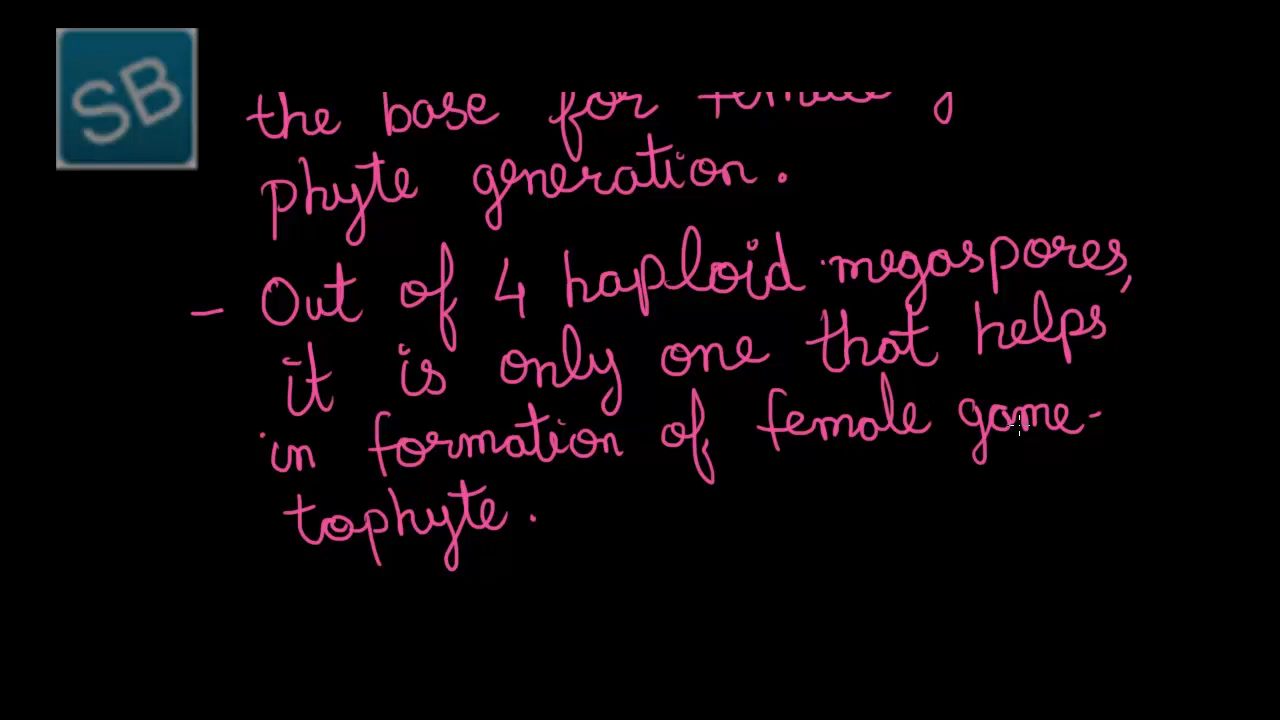 SB
the base for female
phyte generation.
- Out of 4 haploid megaspores,
it is only one that helps
in formation of female game-
tophyte.